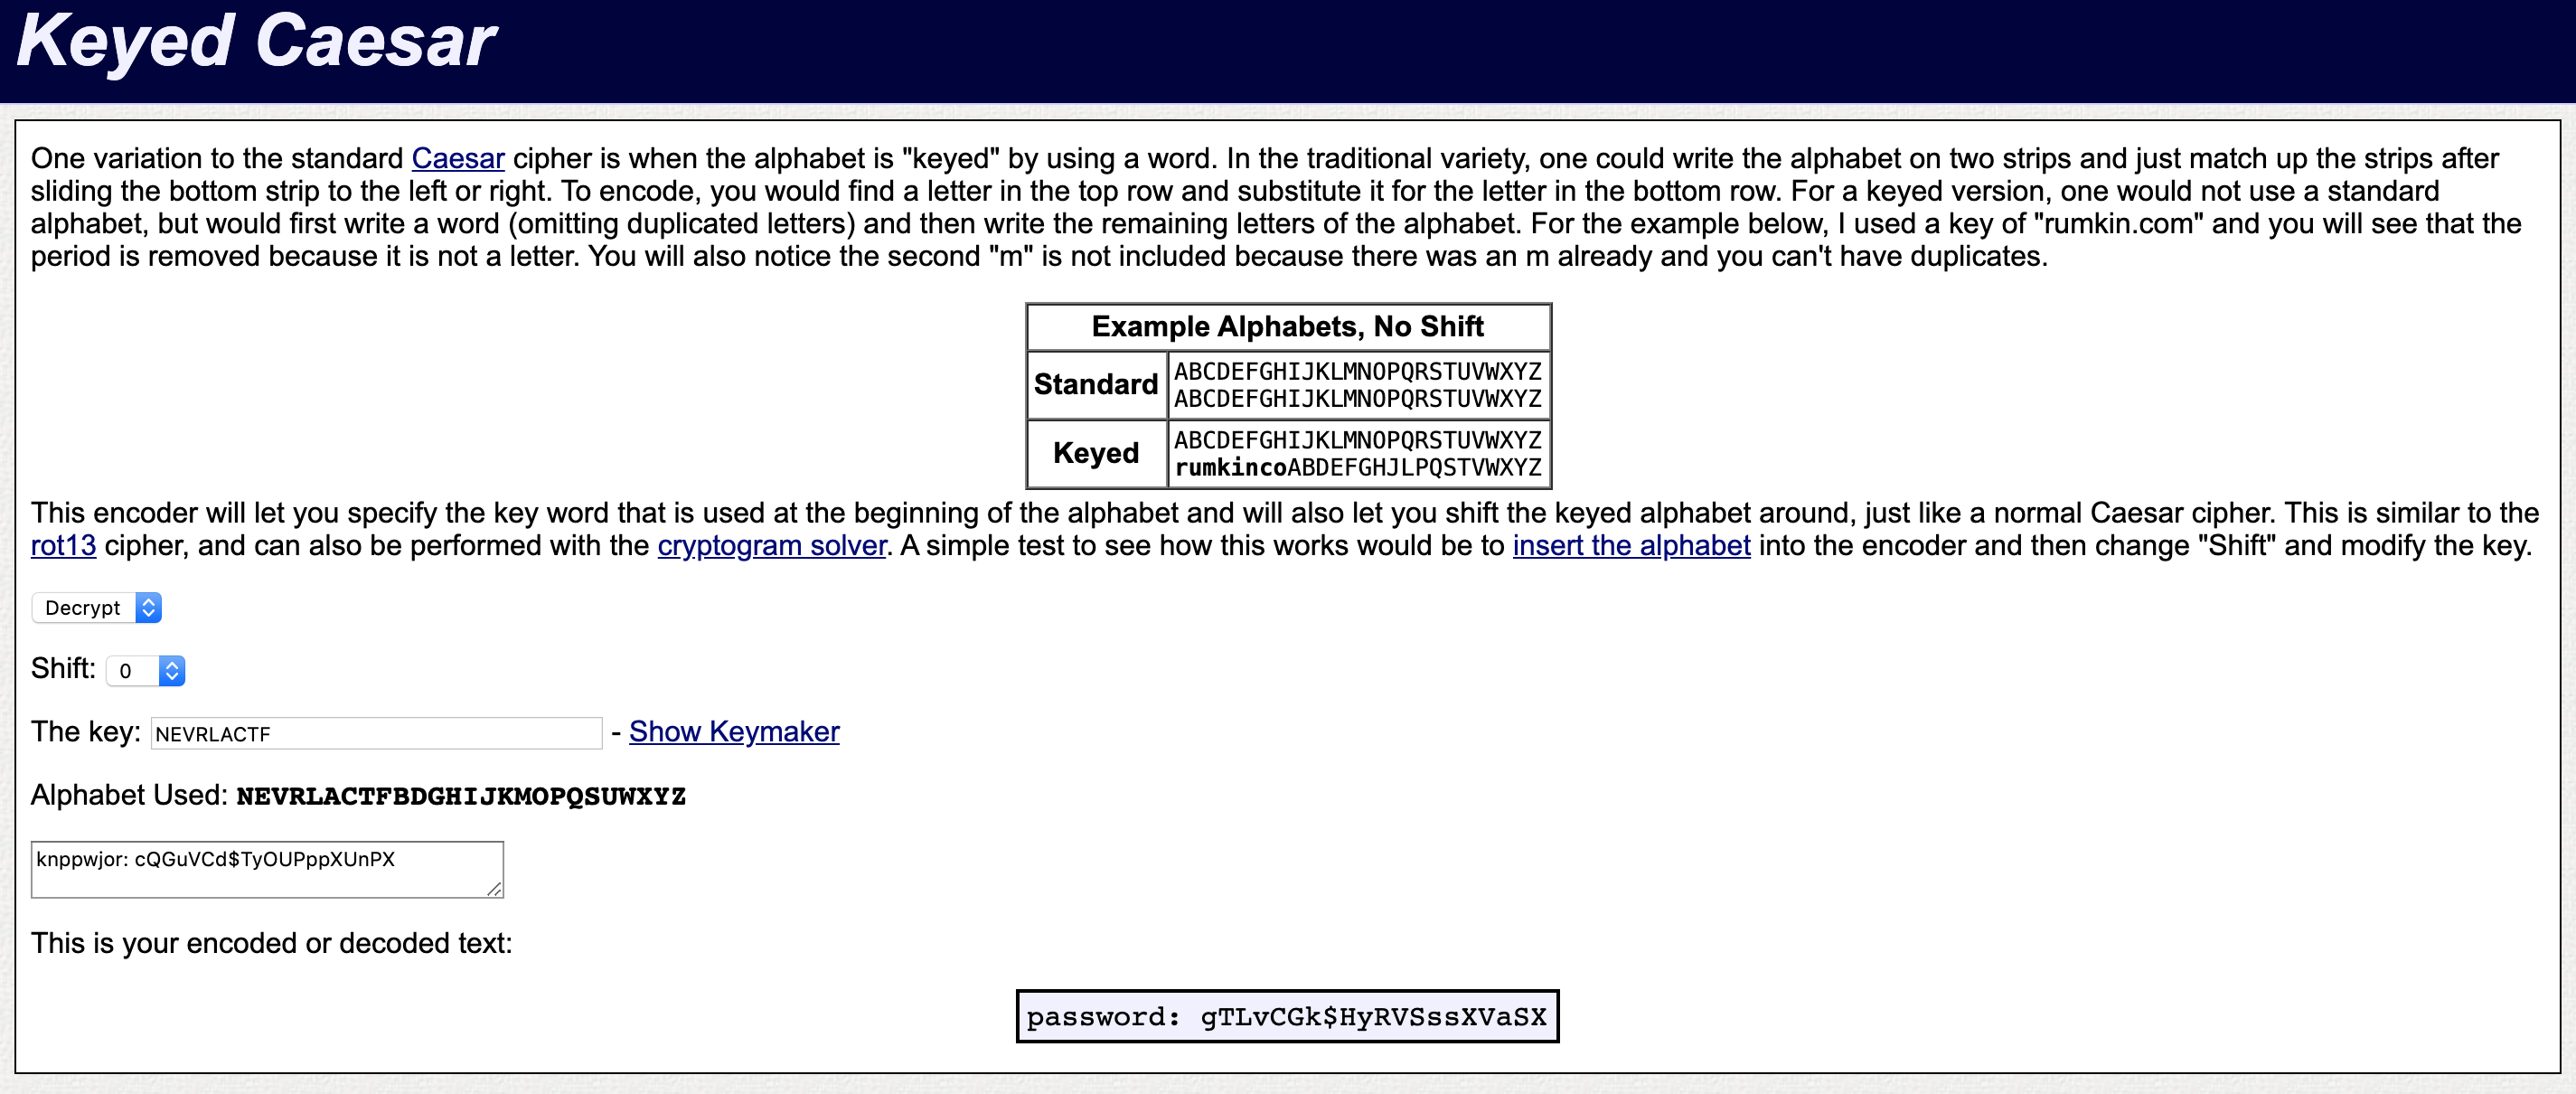 Keyed Caesar
One variation to the standard Caesar cipher is when the alphabet is "keyed" by using a word. In the traditional variety, one could write the alphabet on two strips and just match up the strips after
sliding the bottom strip to the left or right. To encode, you would find a letter in the top row and substitute it for the letter in the bottom row. For a keyed version, one would not use a standard
alphabet, but would first write a word (omitting duplicated letters) and then write the remaining letters of the alphabet. For the example below, I used a key of "rumkin.com" and you will see that the
period is removed because it is not a letter. You will also notice the second "m" is not included because there was an m already and you can't have duplicates.
Example Alphabets, No Shift
Standard
ABCDEFGHIJKLMNOPQRSTUVWXYZ
ABCDEFGHIJKLMNOPQRSTUVWXYZ
Keyed
ABCDEFGHIJKLMNOPQRSTUVWXYZ
rumkincoABDEFGHJLPQSTVWXYZ
This encoder will let you specify the key word that is used at the beginning of the alphabet and will also let you shift the keyed alphabet around, just like a normal Caesar cipher. This is similar to the
rot13 cipher, and can also be performed with the cryptogram solver. A simple test to see how this works would be to insert the alphabet into the encoder and then change "Shift" and modify the key.
Decrypt
Shift: 0
The key: NEVRLACTF - Show Keymaker
Alphabet Used: NEVRLACTFBDGHIJKMOPQSUWXYZ
knppwjor: cQGuVCd$TyOUPppXUnPX
This is your encoded or decoded text:
password: gTLvCGk$HyRVSssXVaSX